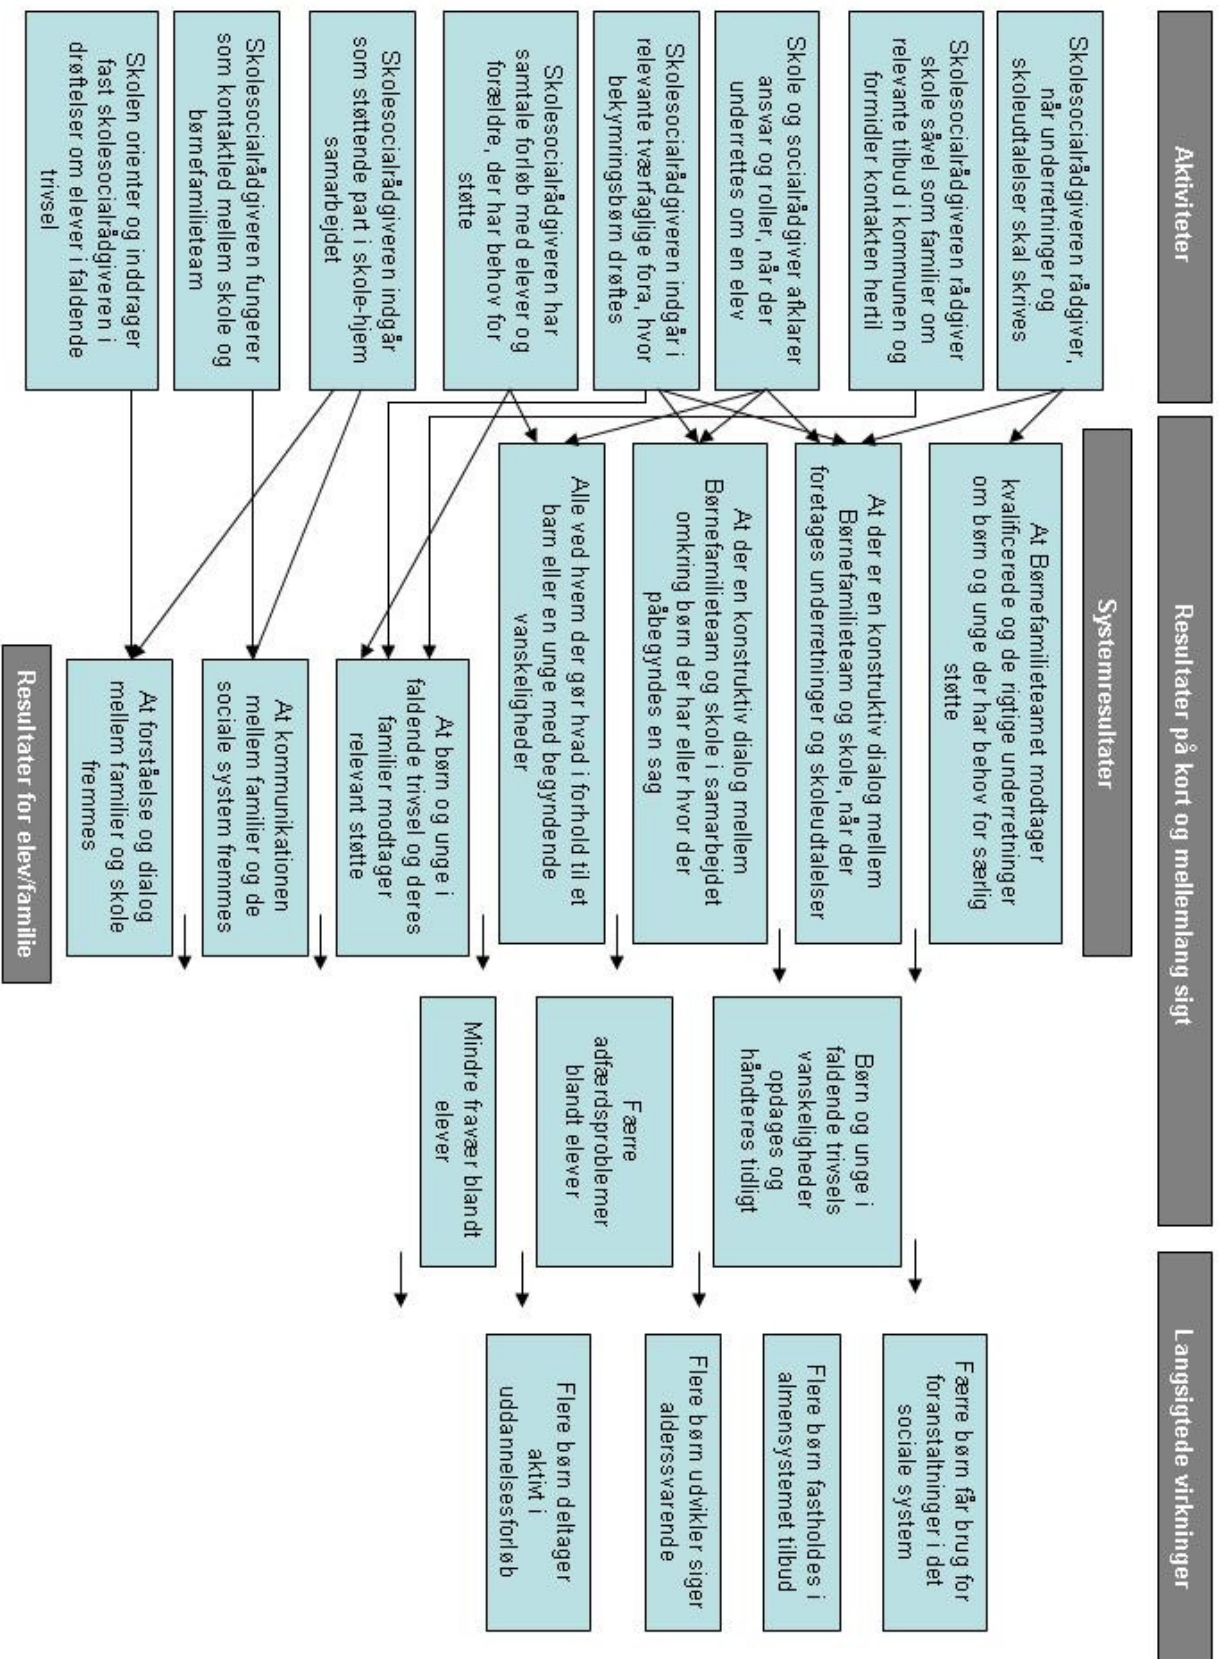 Aktiviteter
Resultater på kort og mellemlang sigt
Langsigtede virkninger
Skolesocialrådgiveren rådgiver,
når underretninger og
skoleudtalelser skal skrives
Skolesocialrådgiveren rådgiver
skole såvel som familier om
relevante tilbud i kommunen og
formidler kontakten hertil
Skole og socialrådgiver afklarer
ansvar og roller, når der
underrettes om en elev
Skolesocialrådgiveren indgår i
relevante tværfaglige fora, hvor
bekymringsbørn drøftes
Skolesocialrådgiveren har
samtale forløb med elever og
forældre, der har behov for
støtte
Skolesocialrådgiveren indgår
som støttende part i skole-hjem
samarbejdet
Skolesocialrådgiveren fungerer
som kontaktled mellem skole og
børnefamilieteam
Skolen orienter og inddrager
fast skolesocialrådgiveren i
drøftelser om elever i faldende
trivsel
Systemresultater
At Børnefamilieteamet modtager
kvalificerede og de rigtige underretninger
om børn og unge der har behov for særlig
støtte
At der er en konstruktiv dialog mellem
Børnefamilieteam og skole, når der
foretages underretninger og skoleudtalelser
At der en konstruktiv dialog mellem
Børnefamilieteam og skole i samarbejdet
omkring børn der har eller hvor der
påbegyndes en sag
Alle ved hvem der gør hvad i forhold til et
barn eller en unge med begyndende
vanskeligheder
At børn og unge i
faldende trivsel og deres
familier modtager
relevant støtte
At kommunikationen
mellem familier og de
sociale system fremmes
At forståelse og dialog
mellem familier og skole
fremmes
Resultater for elev/familie
Børn og unge i
faldende trivsels
vanskeligheder
opdages og
håndteres tidligt
Færre
adfærdsproblemer
blandt elever
Mindre fravær blandt
elever
Færre børn får brug for
foranstaltninger i det
sociale system
Flere børn fastholdes i
almensystemet tilbud
Flere børn udvikler siger
alderssvarende
Flere børn deltager
aktivt i
uddannelsesforløb